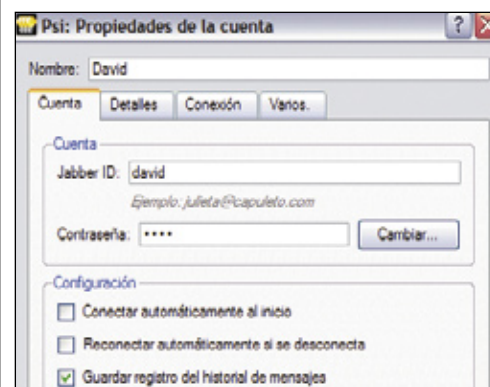 Psi: Propiedades de la cuenta
Nombre: David
Cuenta Detalles Conexión Varios.
Cuenta
Jabber ID: david
Ejemplo: julieta@capuleto.com
Contraseña: •••• Cambiar...
Configuración
Conectar automáticamente al inicio
Reconectar automáticamente si se desconecta
Guardar registro del historial de mensajes